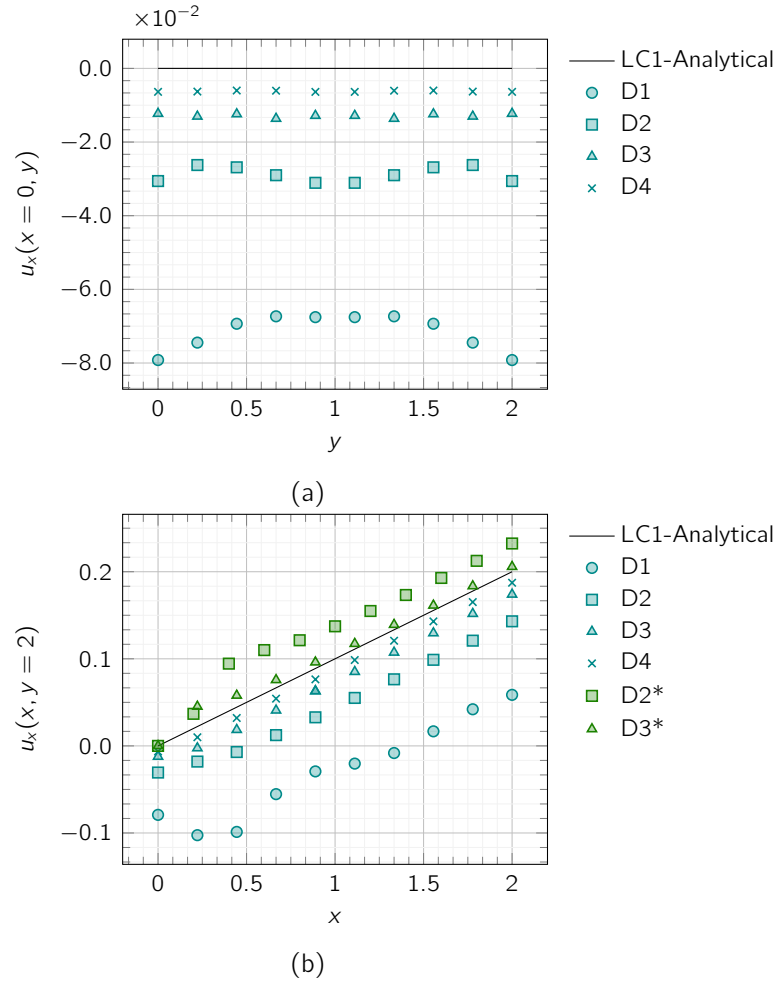 ×10−2
0.0
−2.0
−4.0
−6.0
−8.0
0 0.5 1 1.5 2
y
ux(x = 0, y)
LC1-Analytical
D1
D2
D3
D4
(a)
0.2
0.1
0.0
−0.1
0 0.5 1 1.5 2
x
ux(x, y = 2)
LC1-Analytical
D1
D2
D3
D4
D2*
D3*
(b)